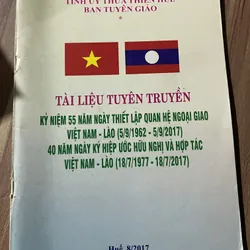 TỈNH ỦY THỪA THIÊN HUẾ
BAN TUYÊN GIÁO
*
TÀI LIỆU TUYÊN TRUYỀN
KỶ NIỆM 55 NĂM NGÀY THIẾT LẬP QUAN HỆ NGOẠI GIAO
VIỆT NAM - LÀO (5/9/1962 - 5/9/2017)
40 NĂM NGÀY KÝ HIỆP ƯỚC HỮU NGHỊ VÀ HỢP TÁC
VIỆT NAM - LÀO (18/7/1977 - 18/7/2017)
Huế, 8/2017